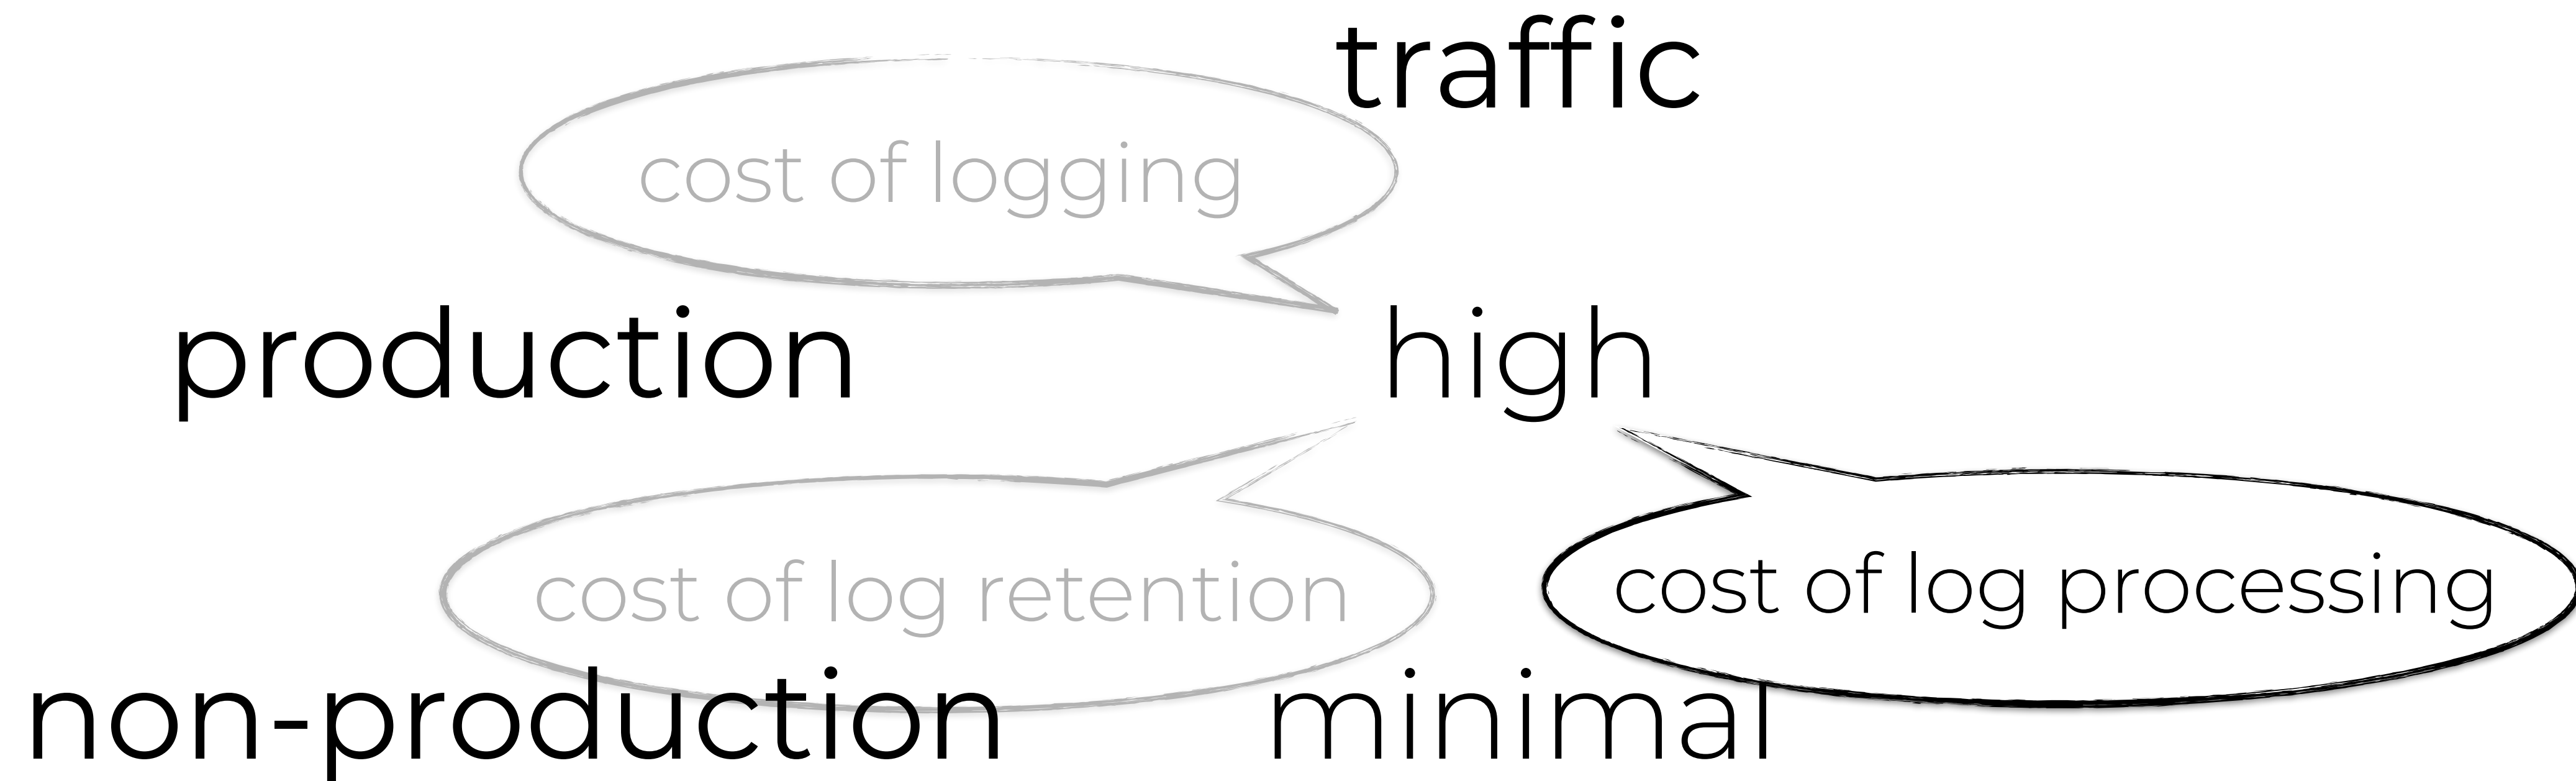 traffic
cost of logging
production
high
cost of log retention
cost of log processing
non-production
minimal